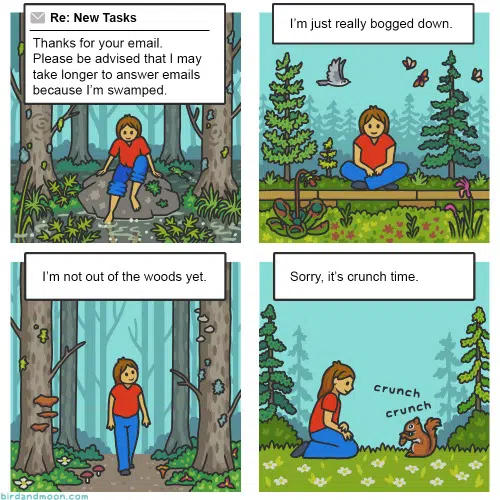 Re: New Tasks
Thanks for your email.
Please be advised that I may
take longer to answer emails
because I'm swamped.
I'm just really bogged down.
I'm not out of the woods yet.
Sorry, it's crunch time.
crunch
crunch
birdandmoon.com